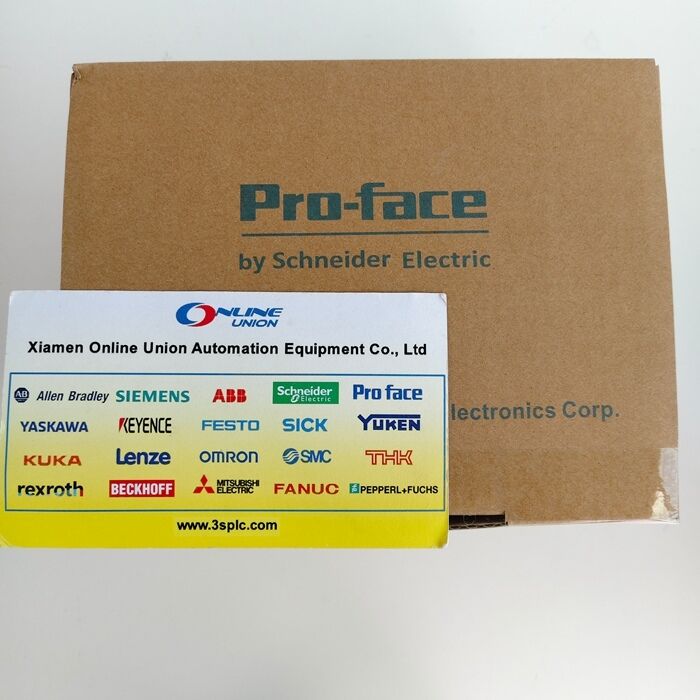 Pro-face
by Schneider Electric
ONLINE
UNION
Xiamen Online Union Automation Equipment Co., Ltd
AB Allen Bradley SIEMENS ABB Schneider Electric Pro face
YASKAWA KEYENCE FESTO SICK YUKEN
KUKA Lenze OMRON SMC THK
rexroth BECKHOFF MITSUBISHI ELECTRIC FANUC PEPPERL+FUCHS
www.3splc.com
lectronics Corp.